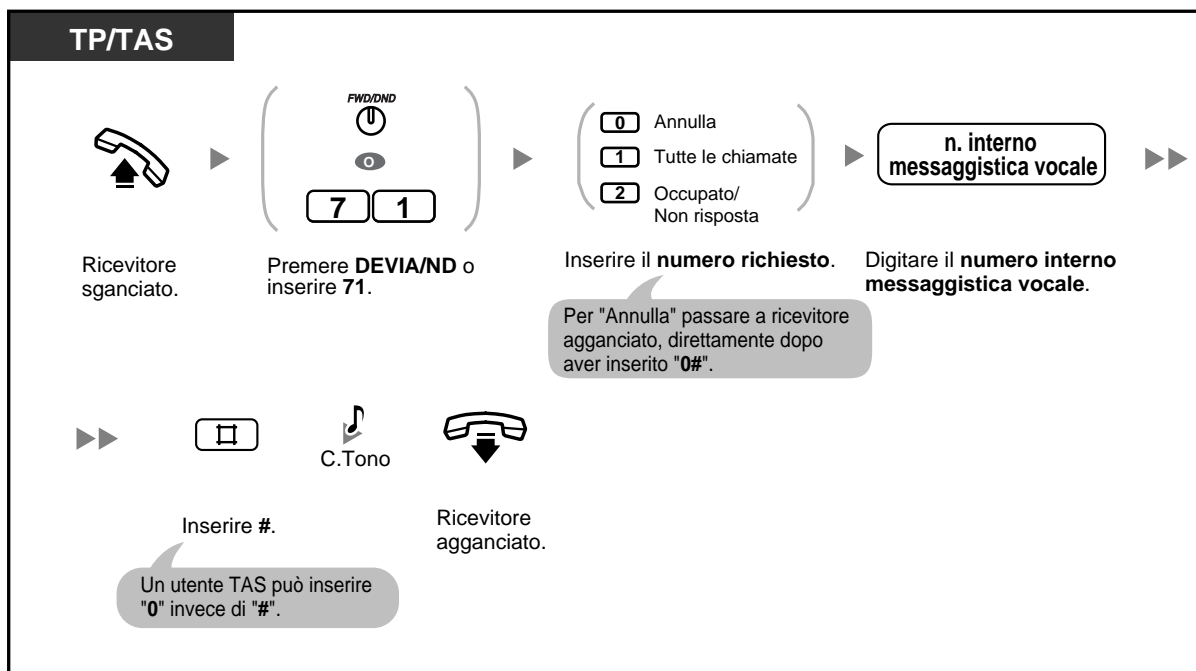 TP/TAS
FWD/DND
O
7 1
0 Annulla
1 Tutte le chiamate
2 Occupato/
Non risposta
n. interno
messaggistica vocale
Ricevitore
sganciato.
Premere DEVIA/ND o
inserire 71.
Inserire il numero richiesto.
Digitare il numero interno
messaggistica vocale.
Per "Annulla" passare a ricevitore
agganciato, direttamente dopo
aver inserito "0#".
C.Tono
Inserire #.
Ricevitore
agganciato.
Un utente TAS può inserire
"0" invece di "#".